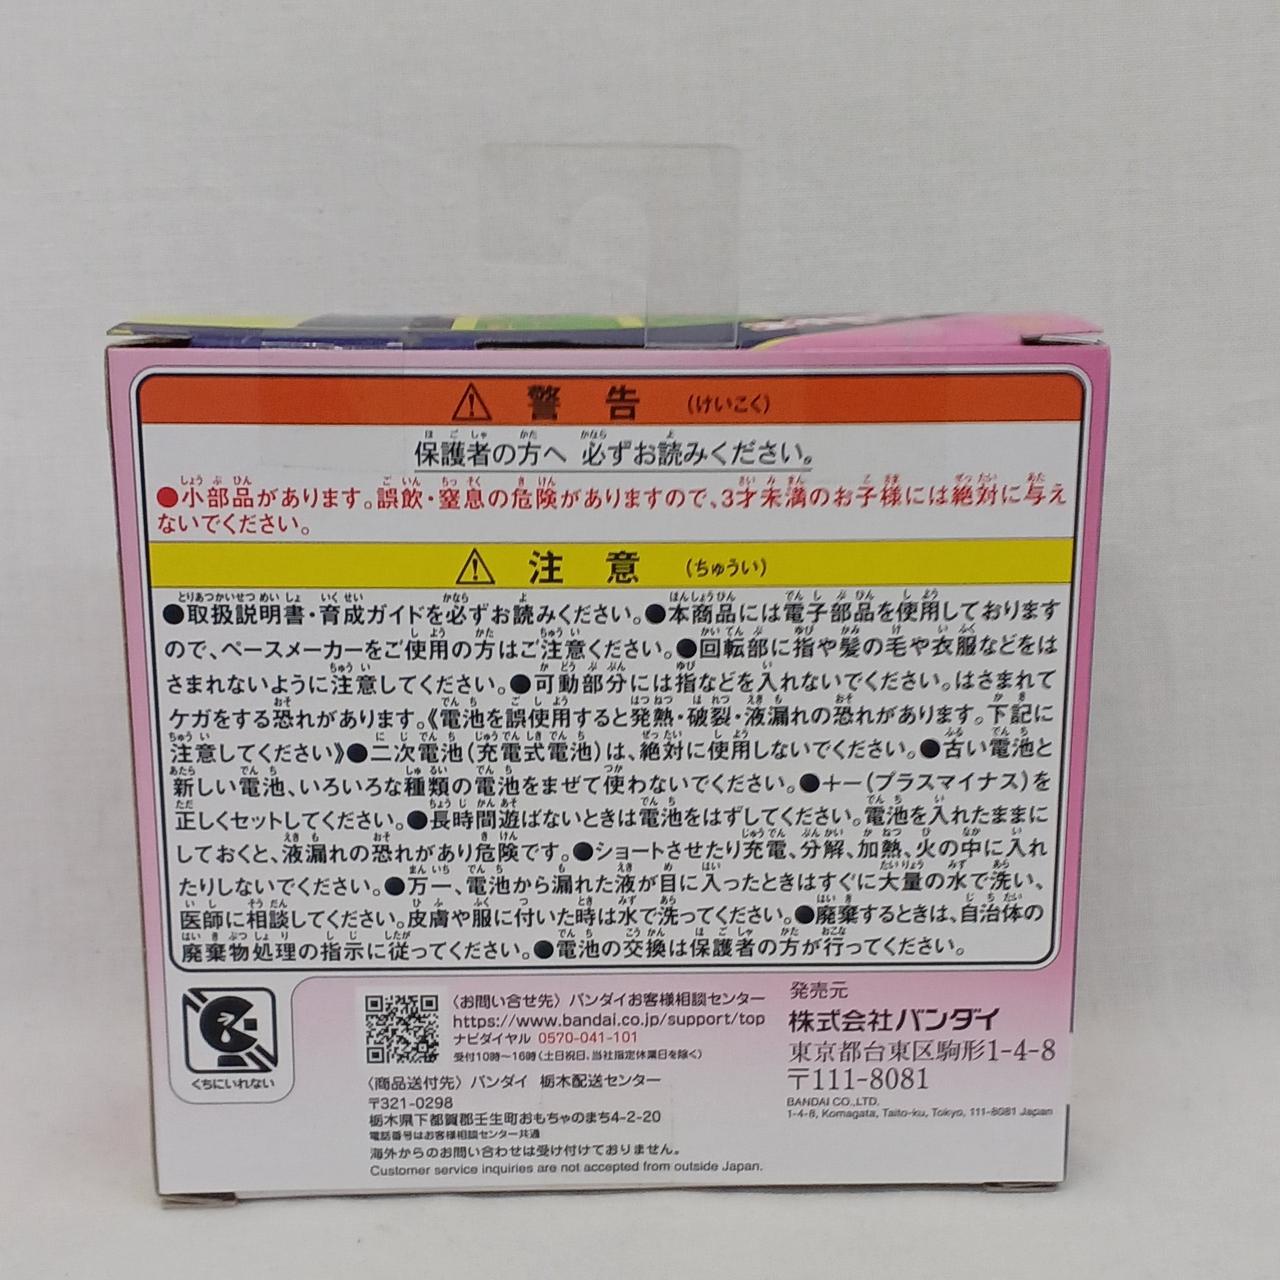 警告 (けいこく)
保護者の方へ 必ずお読みください。
●小部品があります。誤飲・窒息の危険がありますので、3才未満のお子様には絶対に与え
ないでください。
注意 (ちゅうい)
●取扱説明書・育成ガイドを必ずお読みください。●本商品には電子部品を使用しております
ので、ペースメーカーをご使用の方はご注意ください。●回転部に指や髪の毛や衣服などをは
さまれないように注意してください。●可動部分には指などを入れないでください。はさまれて
ケガをする恐れがあります。《電池を誤使用すると発熱・破裂・液漏れの恐れがあります。下記に
注意してください》●二次電池(充電式電池)は、絶対に使用しないでください。●古い電池と
新しい電池、いろいろな種類の電池をまぜて使わないでください。●+−(プラスマイナス)を
正しくセットしてください。●長時間遊ばないときは電池をはずしてください。電池を入れたままに
しておくと、液漏れの恐れがあり危険です。●ショートさせたり充電、分解、加熱、火の中に入れ
たりしないでください。●万一、電池から漏れた液が目に入ったときはすぐに大量の水で洗い、
医師に相談してください。皮膚や服に付いた時は水で洗ってください。●廃棄するときは、自治体の
廃棄物処理の指示に従ってください。●電池の交換は保護者の方が行ってください。
くちにいれない
〈お問い合せ先〉バンダイお客様相談センター
https://www.bandai.co.jp/support/top
ナビダイヤル 0570-041-101
受付10時〜16時(土日祝日、当社指定休業日を除く)
〈商品送付先〉バンダイ 栃木配送センター
〒321-0298
栃木県下都賀郡壬生町おもちゃのまち4-2-20
電話番号はお客様相談センター共通
海外からのお問い合わせは受け付けておりません。
Customer service inquiries are not accepted from outside Japan.
発売元
株式会社バンダイ
東京都台東区駒形1-4-8
〒111-8081
BANDAI CO.,LTD.
1-4-8, Komagata, Taito-ku, Tokyo, 111-8081 Japan